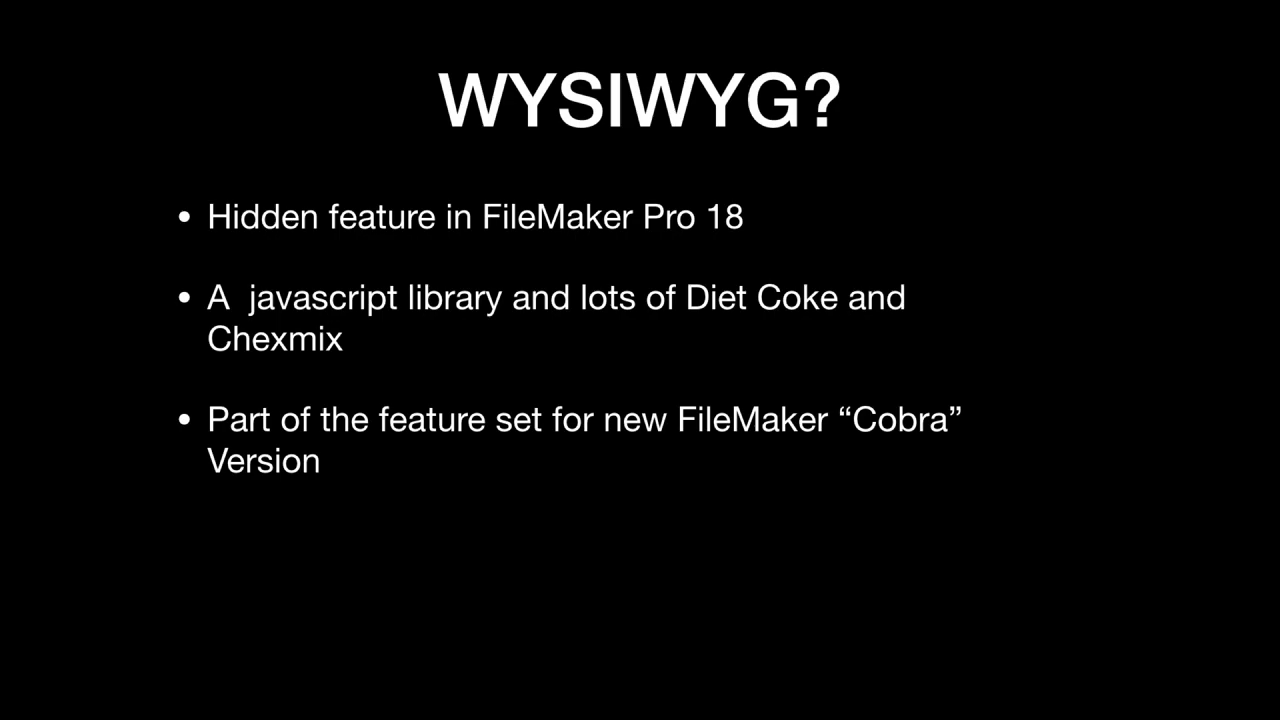 WYSIWYG?
• Hidden feature in FileMaker Pro 18
• A  javascript library and lots of Diet Coke and
Chexmix
• Part of the feature set for new FileMaker “Cobra”
Version